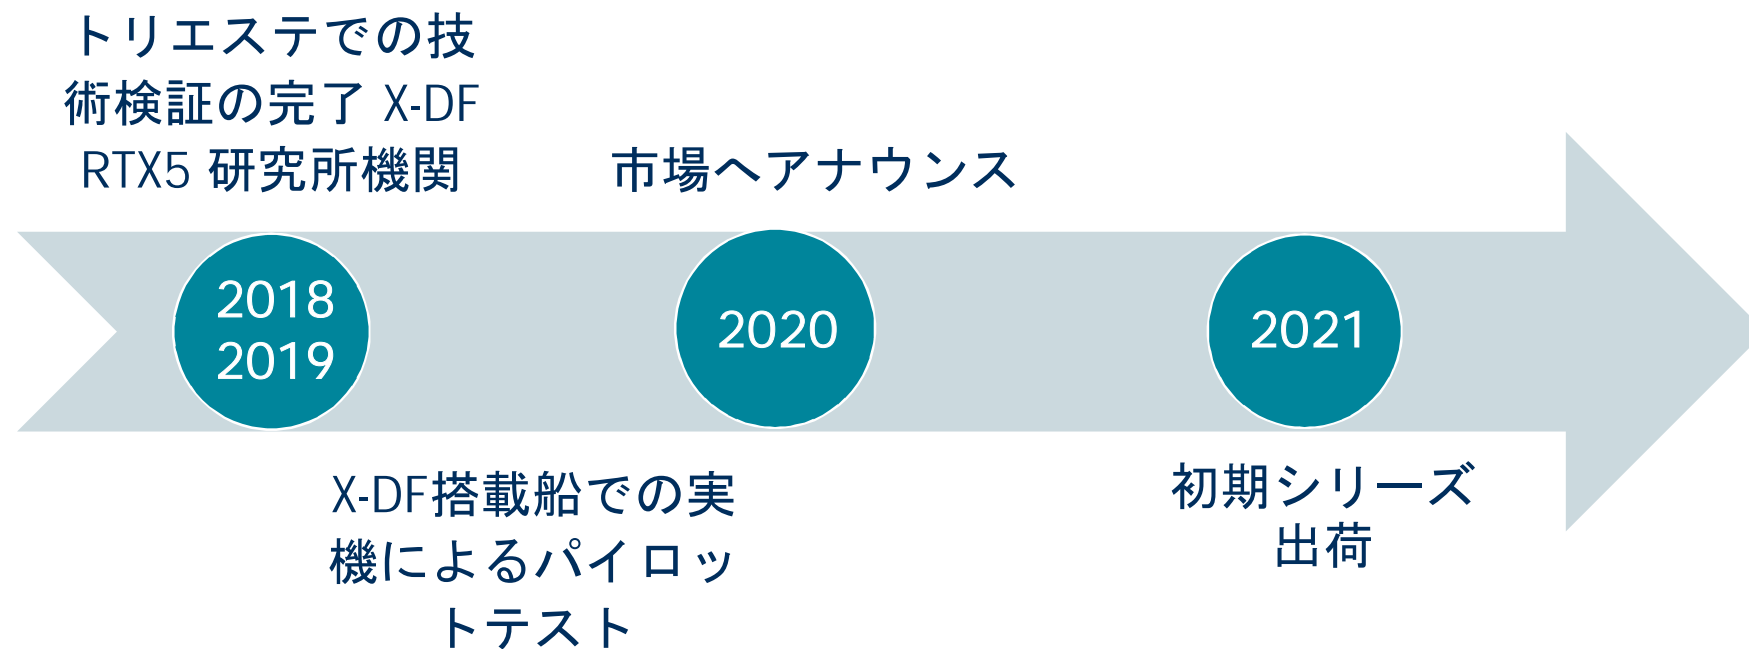 トリエステでの技
術検証の完了 X-DF
RTX5 研究所機関
市場へアナウンス
2018
2019
2020
2021
X-DF搭載船での実
機によるパイロッ
トテスト
初期シリーズ
出荷